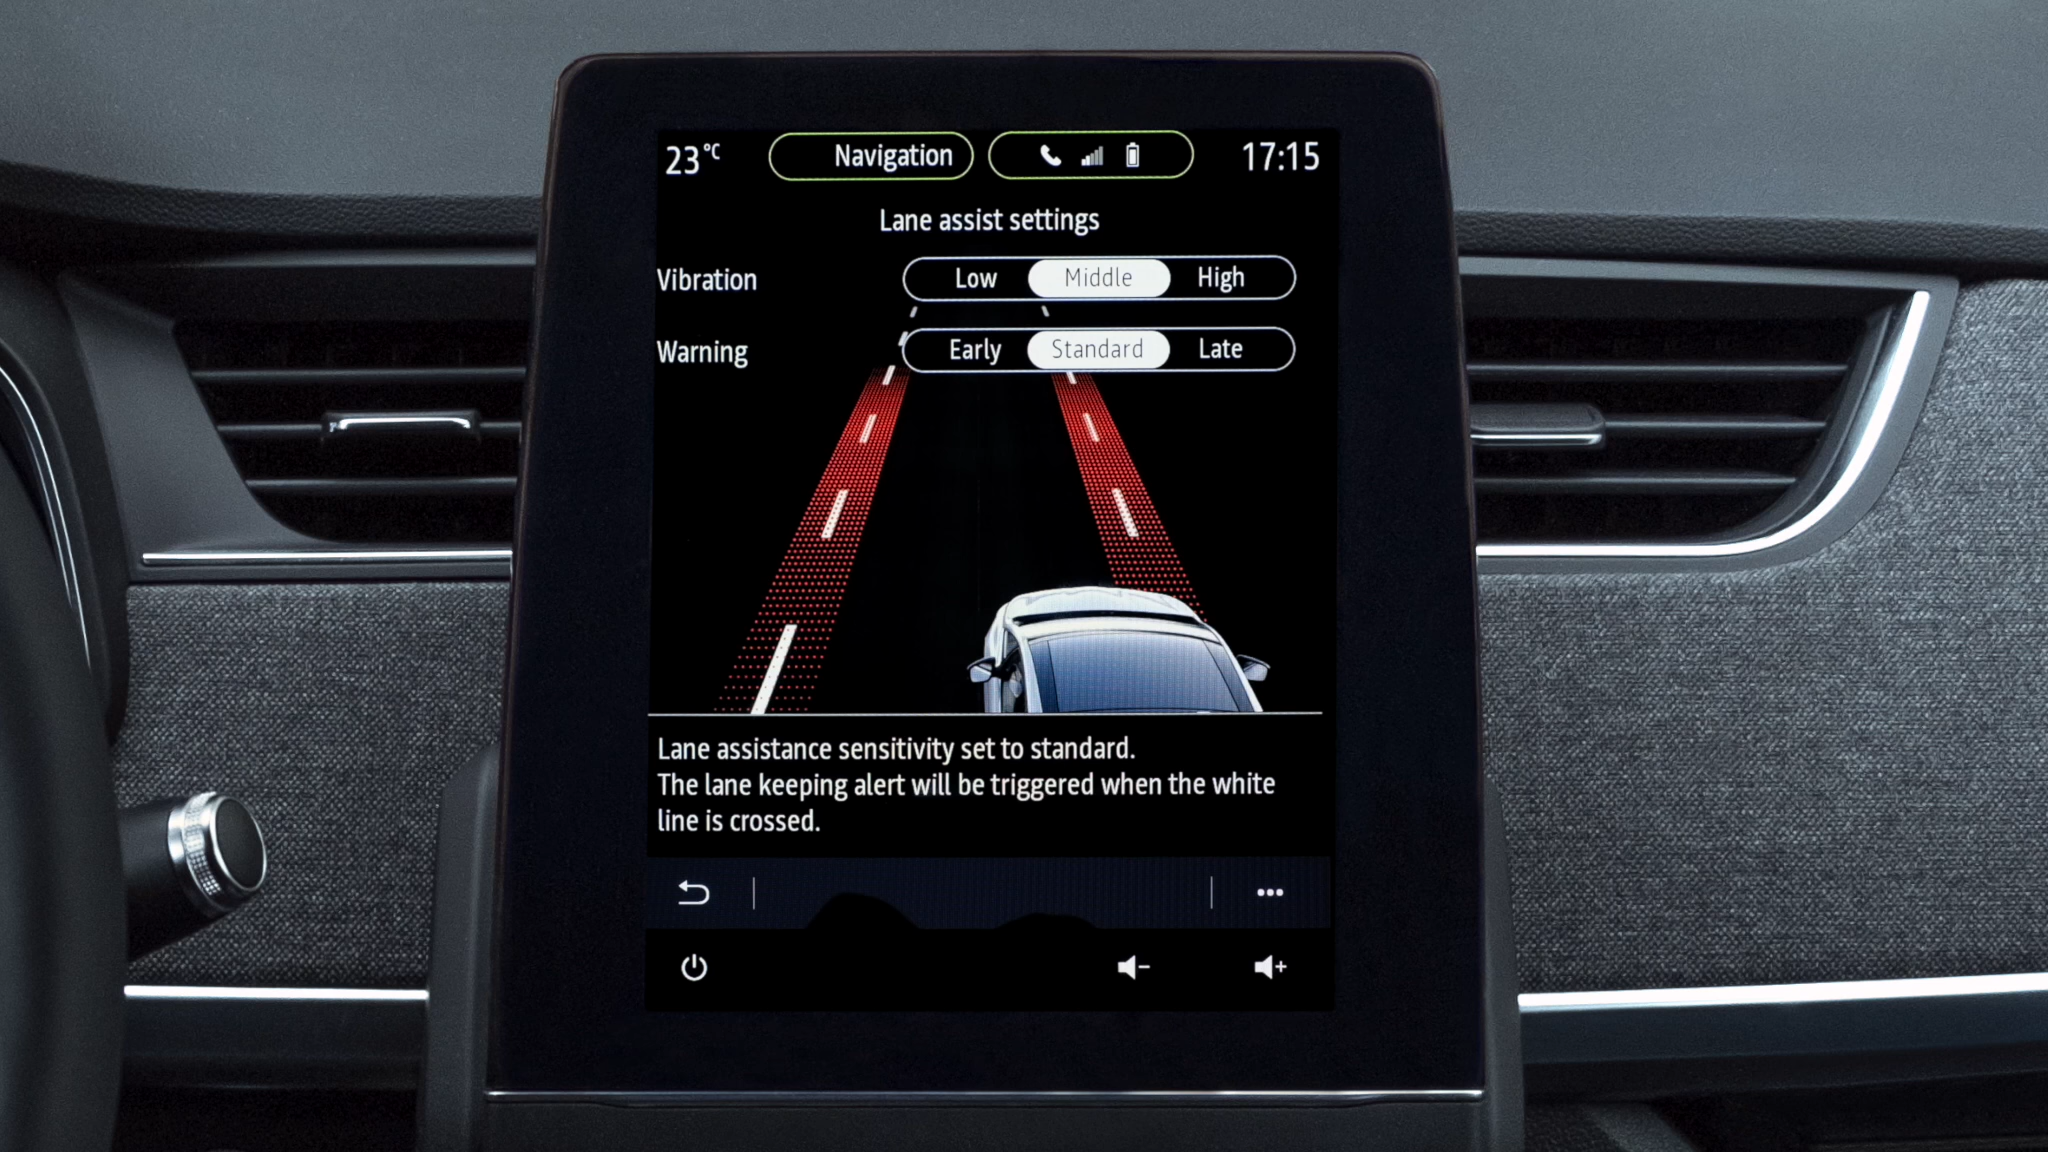 23°C Navigation 17:15
Lane assist settings
Vibration Low Middle High
Warning Early Standard Late
Lane assistance sensitivity set to standard.
The lane keeping alert will be triggered when the white
line is crossed.